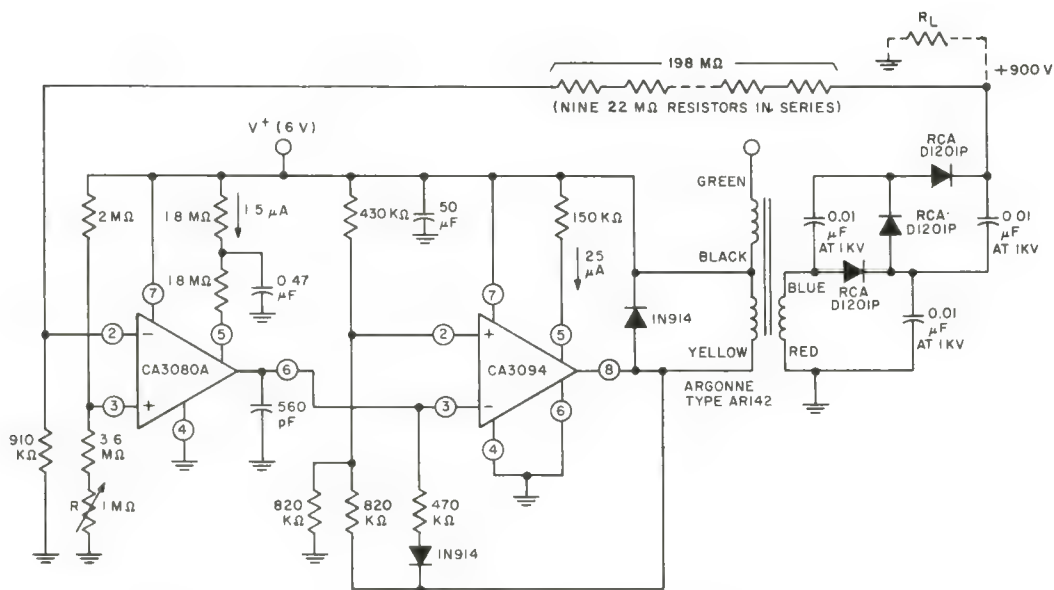 R_L
+900 V
198 MΩ
(NINE 22 MΩ RESISTORS IN SERIES)
V+ (6 V)
2 MΩ
1.8 MΩ
1.5 μA
18 MΩ
0.47 μF
430 KΩ
50 μF
150 KΩ
25 μA
GREEN
BLACK
YELLOW
BLUE
RED
ARGONNE TYPE AR142
RCA D1201P
RCA D1201P
RCA D1201P
0.01 μF AT 1KV
0.01 μF AT 1KV
0.01 μF AT 1KV
1N914
2
3
7
5
4
6
−
+
CA3080A
560 pF
2
3
7
5
6
4
8
+
−
CA3094
910 KΩ
3.6 MΩ
R
1 MΩ
820 KΩ
820 KΩ
470 KΩ
1N914